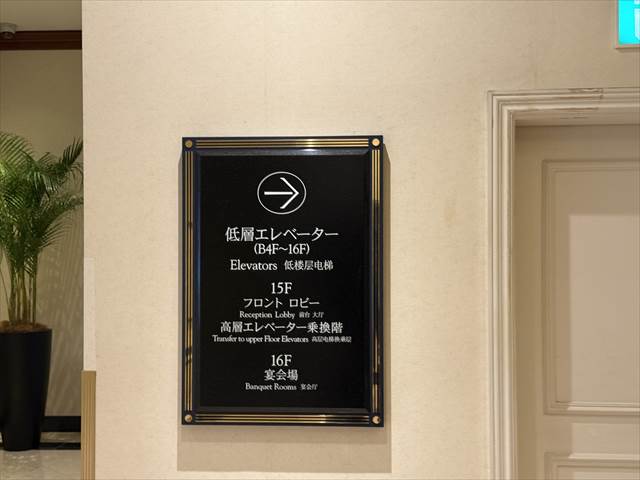 低層エレベーター
(B4F~16F)
Elevators 低楼层电梯
15F
フロント ロビー
Reception Lobby 前台 大厅
高層エレベーター乗換階
Transfer to upper Floor Elevators 高层电梯换乘层
16F
宴会場
Banquet Rooms 宴会厅